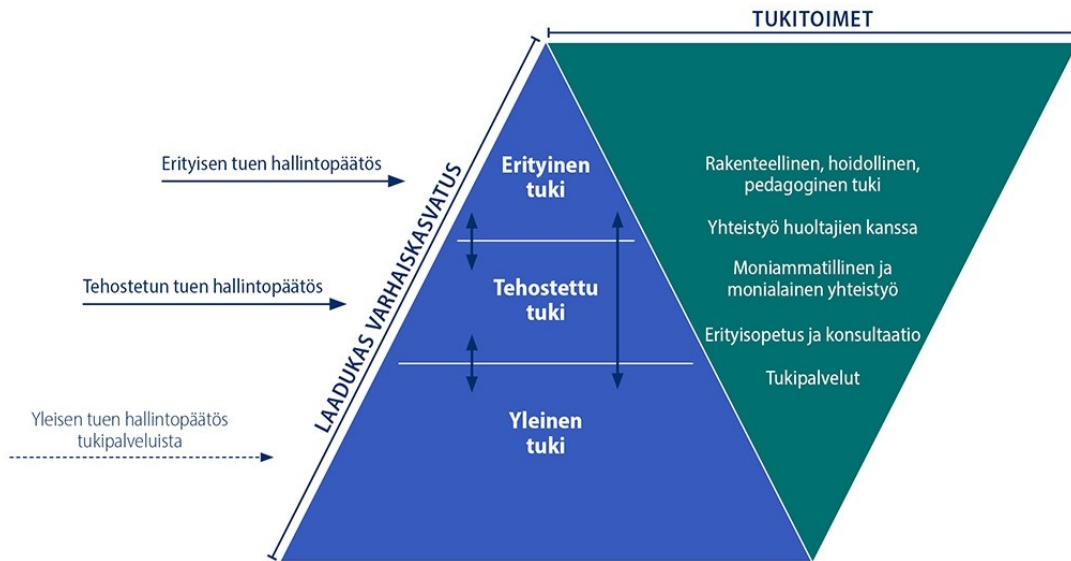 TUKITOIMET
LAADUKAS VARHAISKASVATUS
Erityisen tuen hallintopäätös
Tehostetun tuen hallintopäätös
Yleisen tuen hallintopäätös
tukipalveluista
Erityinen
tuki
Tehostettu
tuki
Yleinen
tuki
Rakenteellinen, hoidollinen,
pedagoginen tuki
Yhteistyö huoltajien kanssa
Moniammatillinen ja
monialainen yhteistyö
Erityisopetus ja konsultaatio
Tukipalvelut